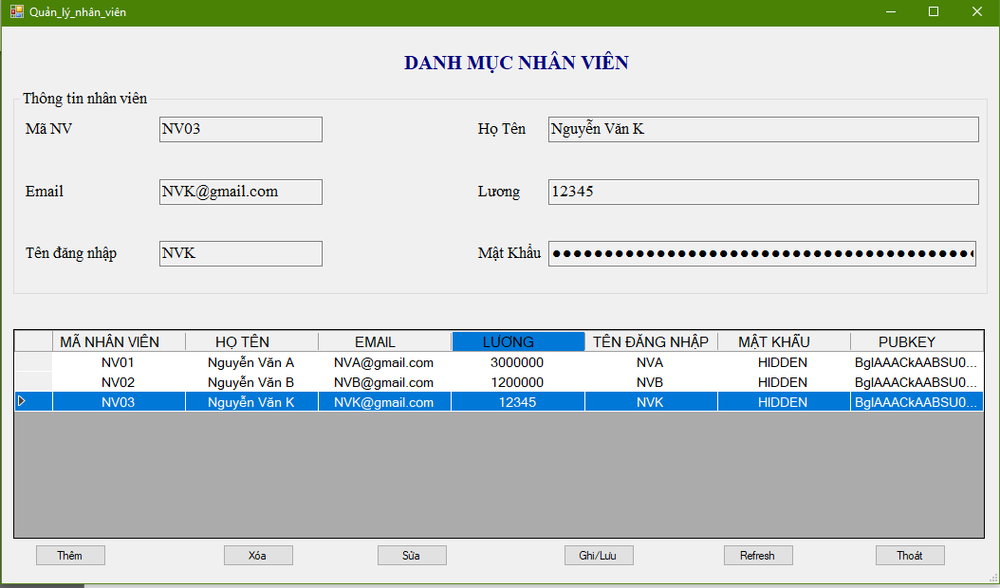 Quản_lý_nhân_viên
DANH MỤC NHÂN VIÊN
Thông tin nhân viên
Mã NV NV03 Họ Tên Nguyễn Văn K
Email NVK@gmail.com Lương 12345
Tên đăng nhập NVK Mật Khẩu ●●●●●●●●●●●●●●●●●●●●●●●●●●●●●●●●●●●●●●
MÃ NHÂN VIÊN HỌ TÊN EMAIL LƯƠNG TÊN ĐĂNG NHẬP MẬT KHẨU PUBKEY
NV01 Nguyễn Văn A NVA@gmail.com 3000000 NVA HIDDEN BgIAAACkAABSU0...
NV02 Nguyễn Văn B NVB@gmail.com 1200000 NVB HIDDEN BgIAAACkAABSU0...
NV03 Nguyễn Văn K NVK@gmail.com 12345 NVK HIDDEN BgIAAACkAABSU0...
Thêm Xóa Sửa Ghi/Lưu Refresh Thoát